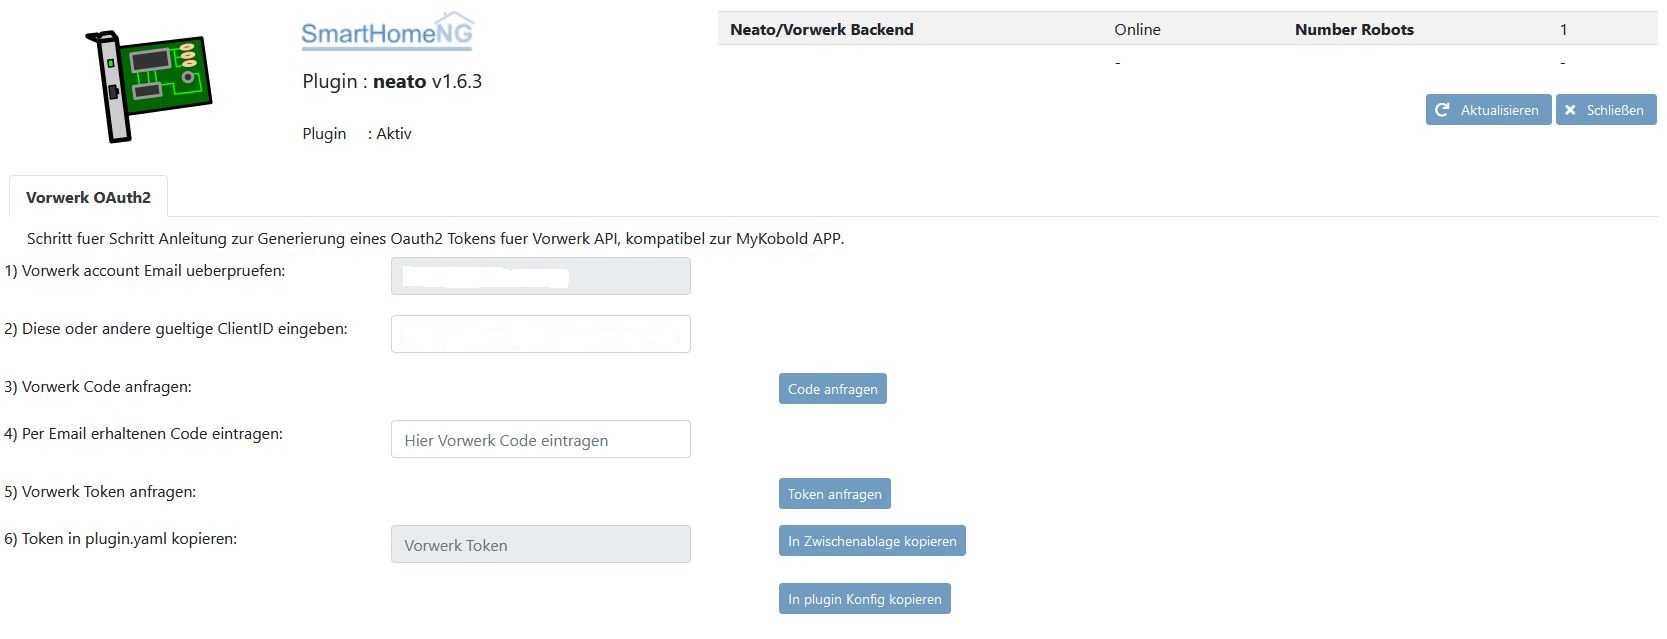 SmartHomeNG
Plugin : neato v1.6.3
Plugin : Aktiv
Neato/Vorwerk Backend Online Number Robots 1
- -
Aktualisieren Schließen
Vorwerk OAuth2
Schritt fuer Schritt Anleitung zur Generierung eines Oauth2 Tokens fuer Vorwerk API, kompatibel zur MyKobold APP.
1) Vorwerk account Email ueberpruefen:
2) Diese oder andere gueltige ClientID eingeben:
3) Vorwerk Code anfragen: Code anfragen
4) Per Email erhaltenen Code eintragen: Hier Vorwerk Code eintragen
5) Vorwerk Token anfragen: Token anfragen
6) Token in plugin.yaml kopieren: Vorwerk Token In Zwischenablage kopieren
In plugin Konfig kopieren